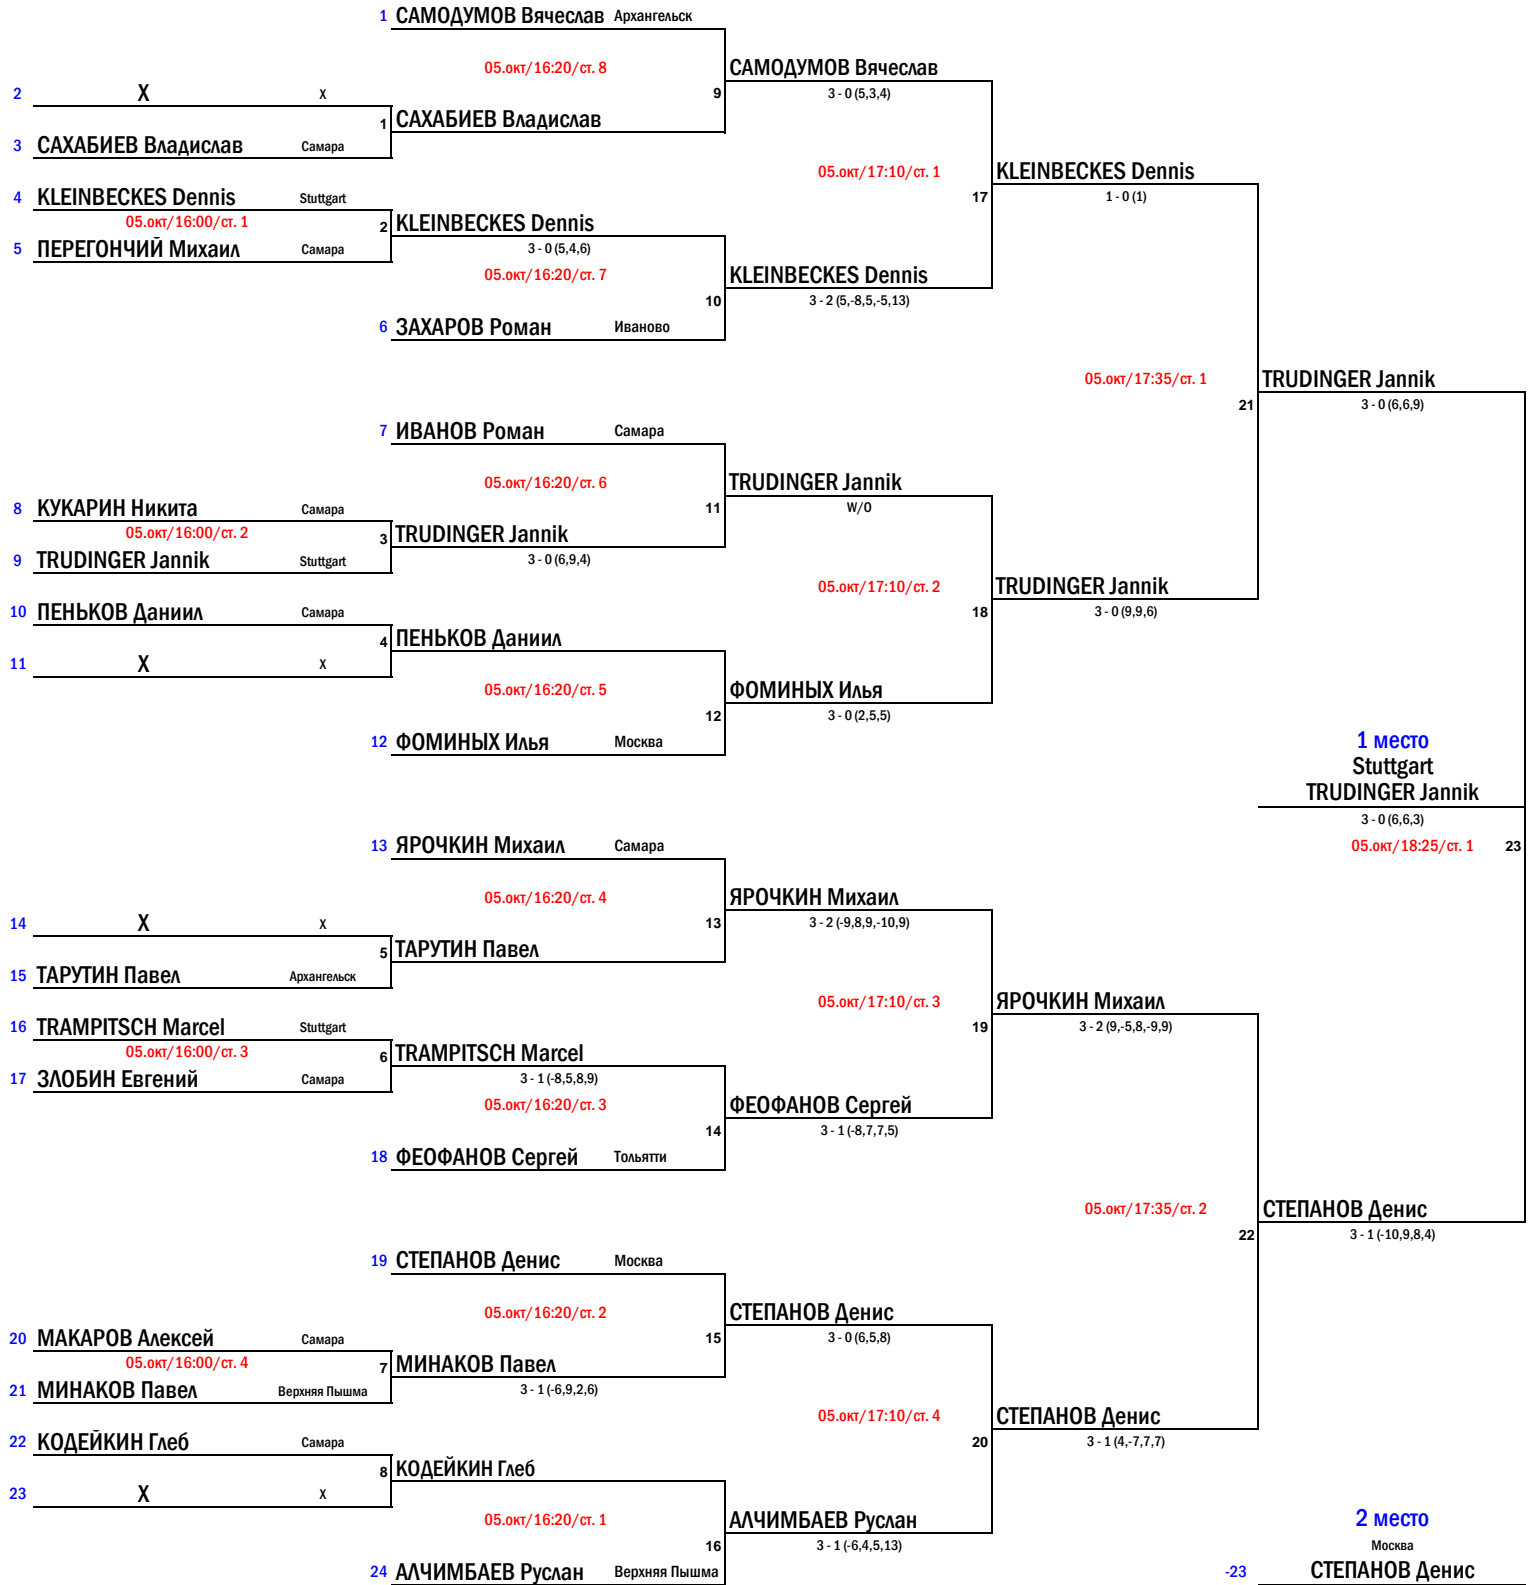 1 САМОДУМОВ Вячеслав Архангельск
05.окт/16:20/ст. 8 САМОДУМОВ Вячеслав
2 X X 9 3 - 0 (5,3,4)
1 САХАБИЕВ Владислав
3 САХАБИЕВ Владислав Самара
05.окт/17:10/ст. 1 KLEINBECKES Dennis
4 KLEINBECKES Dennis Stuttgart 17 1 - 0 (1)
05.окт/16:00/ст. 1 2 KLEINBECKES Dennis
5 ПЕРЕГОНЧИЙ Михаил Самара 3 - 0 (5,4,6)
05.окт/16:20/ст. 7 KLEINBECKES Dennis
10 3 - 2 (5,-8,5,-5,13)
6 ЗАХАРОВ Роман Иваново
05.окт/17:35/ст. 1 TRUDINGER Jannik
21 3 - 0 (6,6,9)
7 ИВАНОВ Роман Самара
05.окт/16:20/ст. 6 TRUDINGER Jannik
8 КУКАРИН Никита Самара 11 W/O
05.окт/16:00/ст. 2 3 TRUDINGER Jannik
9 TRUDINGER Jannik Stuttgart 3 - 0 (6,9,4)
05.окт/17:10/ст. 2 TRUDINGER Jannik
10 ПЕНЬКОВ Даниил Самара 18 3 - 0 (9,9,6)
4 ПЕНЬКОВ Даниил
11 X X
05.окт/16:20/ст. 5 ФОМИНЫХ Илья
12 3 - 0 (2,5,5)
12 ФОМИНЫХ Илья Москва 1 место
Stuttgart
TRUDINGER Jannik
3 - 0 (6,6,3)
13 ЯРОЧКИН Михаил Самара 05.окт/18:25/ст. 1 23
05.окт/16:20/ст. 4 ЯРОЧКИН Михаил
14 X X 13 3 - 2 (-9,8,9,-10,9)
5 ТАРУТИН Павел
15 ТАРУТИН Павел Архангельск
05.окт/17:10/ст. 3 ЯРОЧКИН Михаил
16 TRAMPITSCH Marcel Stuttgart 19 3 - 2 (9,-5,8,-9,9)
05.окт/16:00/ст. 3 6 TRAMPITSCH Marcel
17 ЗЛОБИН Евгений Самара 3 - 1 (-8,5,8,9)
05.окт/16:20/ст. 3 ФЕОФАНОВ Сергей
14 3 - 1 (-8,7,7,5)
18 ФЕОФАНОВ Сергей Тольятти
05.окт/17:35/ст. 2 СТЕПАНОВ Денис
22 3 - 1 (-10,9,8,4)
19 СТЕПАНОВ Денис Москва
05.окт/16:20/ст. 2 СТЕПАНОВ Денис
20 МАКАРОВ Алексей Самара 15 3 - 0 (6,5,8)
05.окт/16:00/ст. 4 7 МИНАКОВ Павел
21 МИНАКОВ Павел Верхняя Пышма 3 - 1 (-6,9,2,6)
05.окт/17:10/ст. 4 СТЕПАНОВ Денис
22 КОДЕЙКИН Глеб Самара 20 3 - 1 (4,-7,7,7)
8 КОДЕЙКИН Глеб
23 X X
05.окт/16:20/ст. 1 АЛЧИМБАЕВ Руслан 2 место
16 3 - 1 (-6,4,5,13) Москва
24 АЛЧИМБАЕВ Руслан Верхняя Пышма -23 СТЕПАНОВ Денис